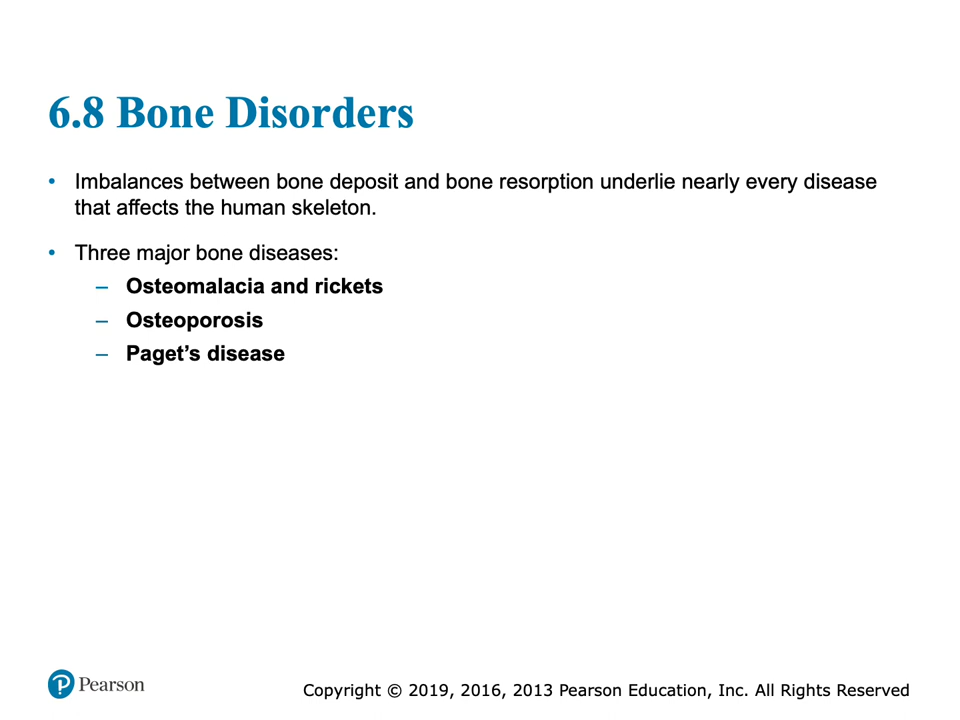 6.8 Bone Disorders
• Imbalances between bone deposit and bone resorption underlie nearly every disease
that affects the human skeleton.
• Three major bone diseases:
– Osteomalacia and rickets
– Osteoporosis
– Paget’s disease
Pearson
Copyright © 2019, 2016, 2013 Pearson Education, Inc. All Rights Reserved